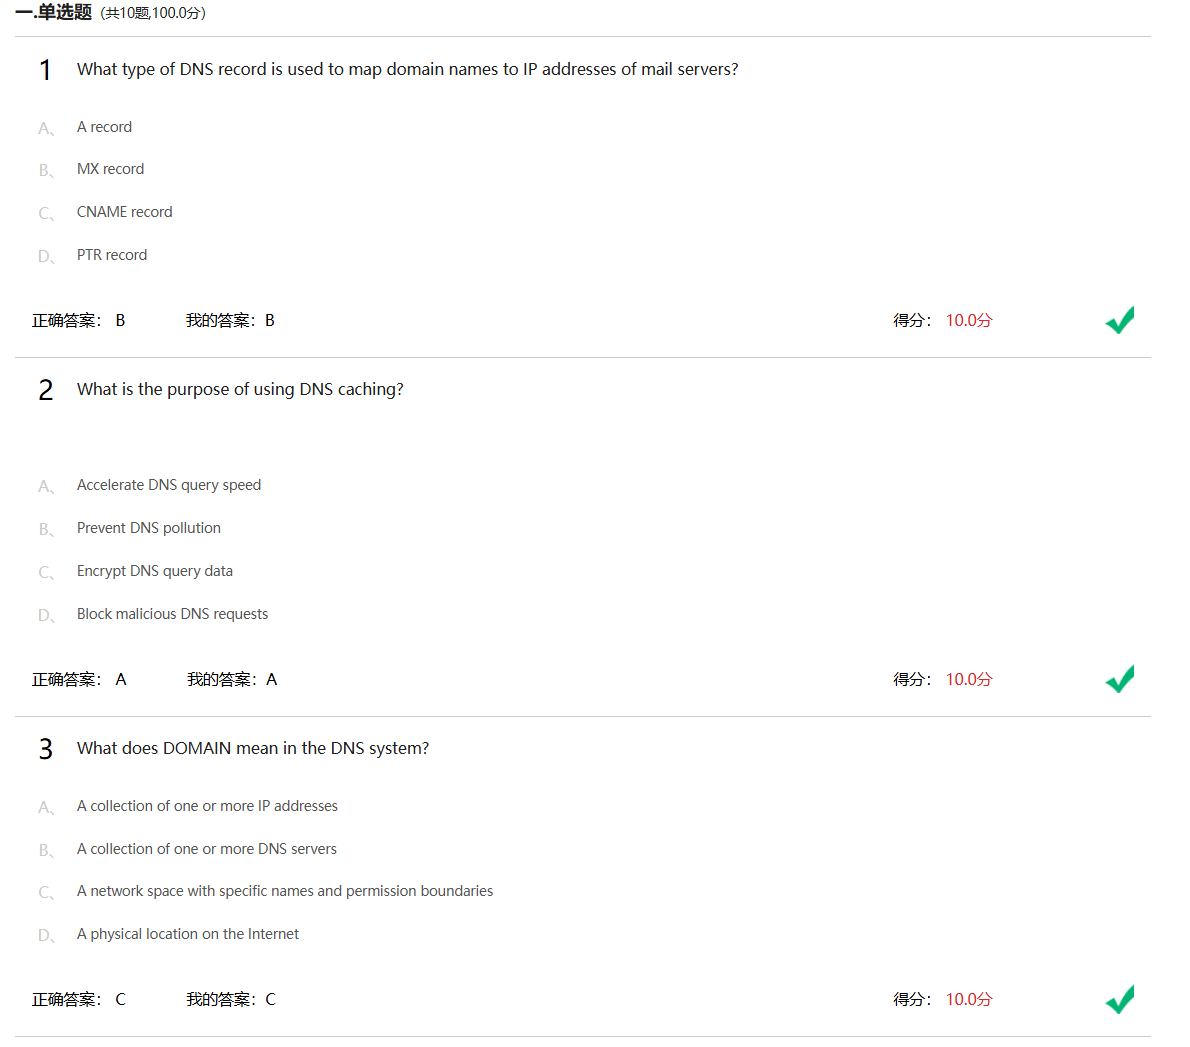 一.单选题 (共10题,100.0分)
1 What type of DNS record is used to map domain names to IP addresses of mail servers?
A、 A record
B、 MX record
C、 CNAME record
D、 PTR record
正确答案： B 我的答案：B 得分： 10.0分
2 What is the purpose of using DNS caching?
A、 Accelerate DNS query speed
B、 Prevent DNS pollution
C、 Encrypt DNS query data
D、 Block malicious DNS requests
正确答案： A 我的答案：A 得分： 10.0分
3 What does DOMAIN mean in the DNS system?
A、 A collection of one or more IP addresses
B、 A collection of one or more DNS servers
C、 A network space with specific names and permission boundaries
D、 A physical location on the Internet
正确答案： C 我的答案：C 得分： 10.0分